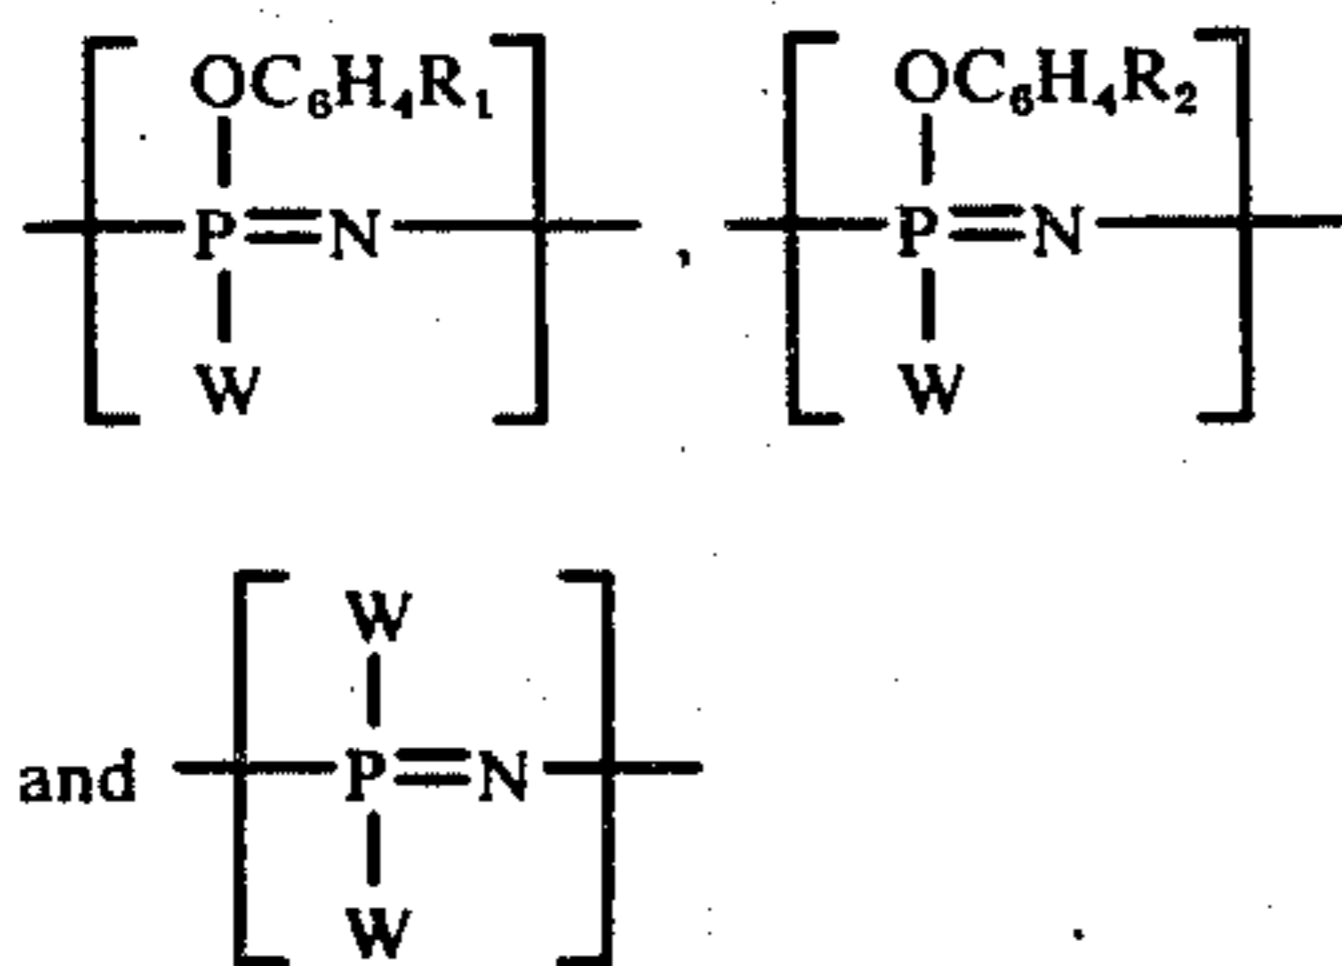 OC₆H₄R₁ OC₆H₄R₂
P=N , P=N
W W
W
and P=N
W